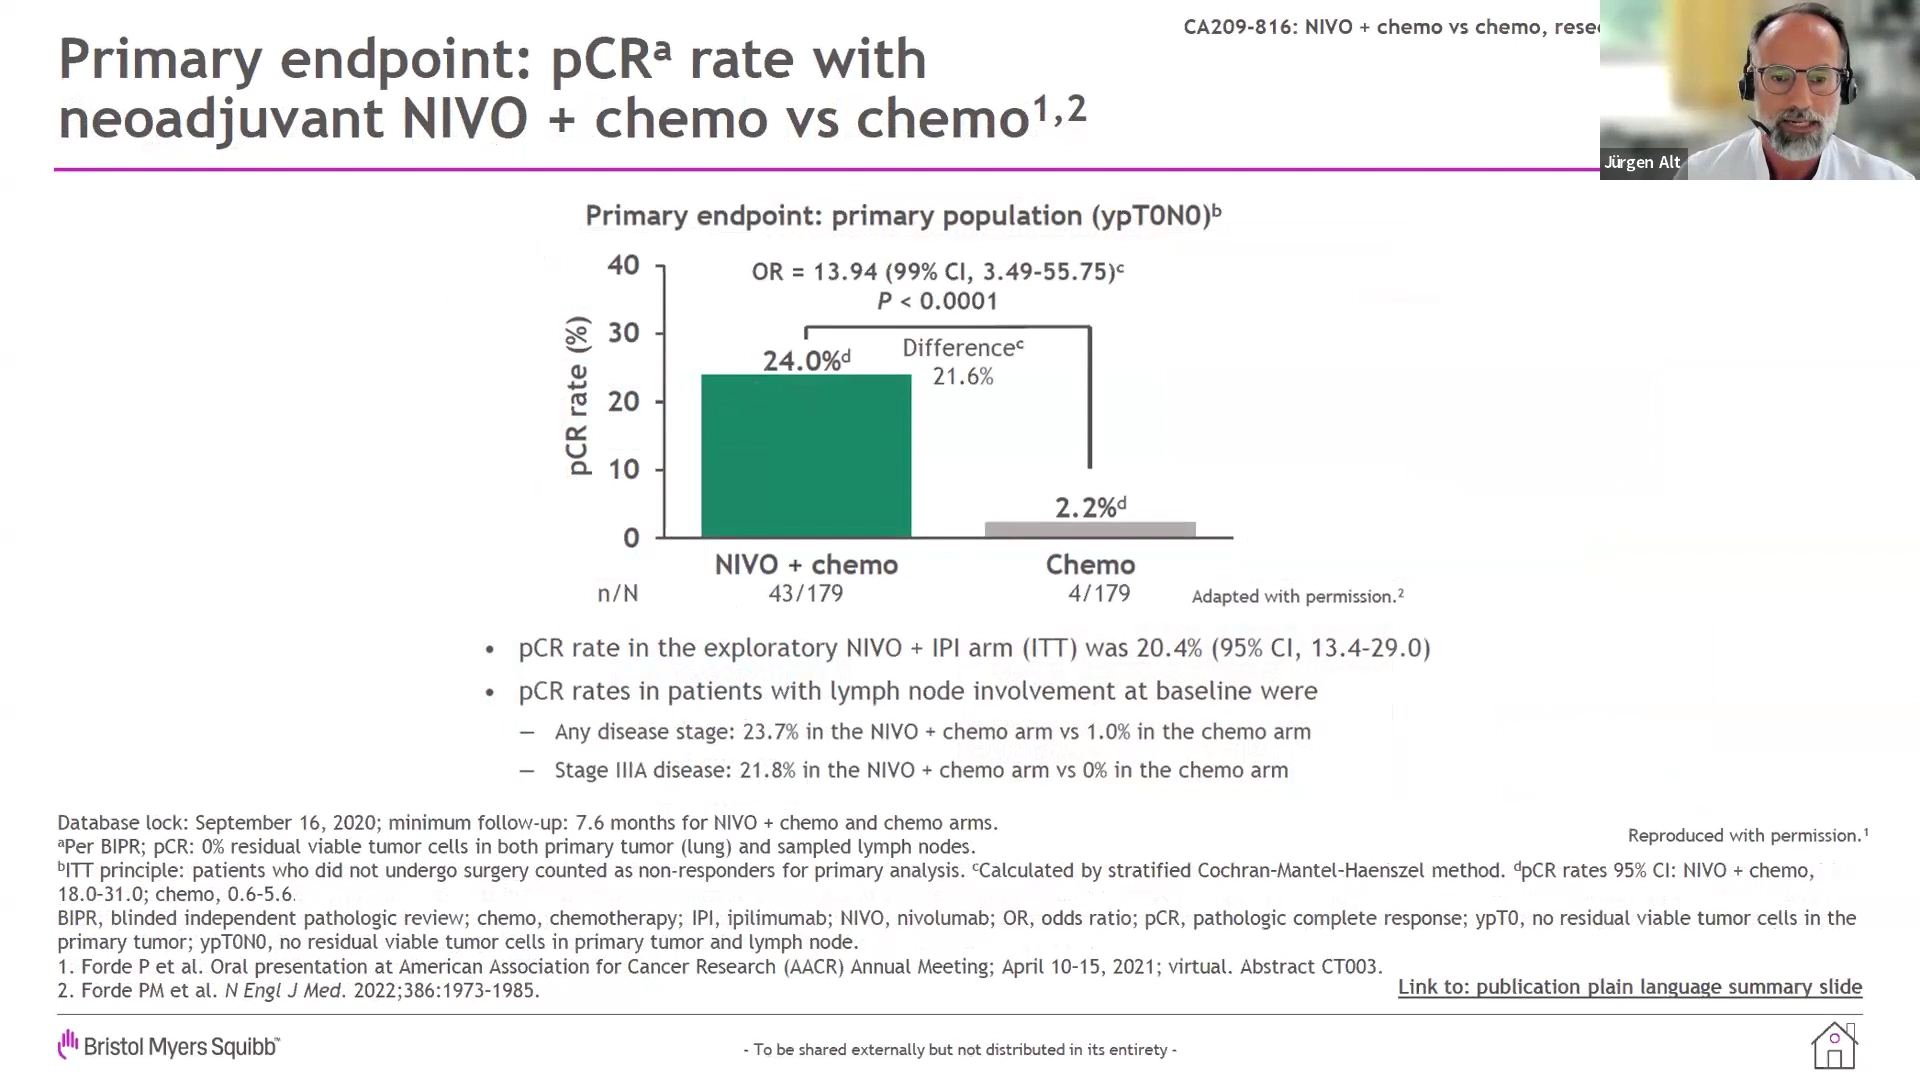 CA209-816: NIVO + chemo vs chemo,
Primary endpoint: pCRᵃ rate with
neoadjuvant NIVO + chemo vs chemo¹,²
Jürgen Alt
Primary endpoint: primary population (ypT0N0)ᵇ
OR = 13.94 (99% CI, 3.49-55.75)ᶜ
P < 0.0001
Differenceᶜ
21.6%
24.0%ᵈ
2.2%ᵈ
pCR rate (%)
40
30
20
10
0
NIVO + chemo
Chemo
n/N
43/179
4/179
Adapted with permission.²
• pCR rate in the exploratory NIVO + IPI arm (ITT) was 20.4% (95% CI, 13.4-29.0)
• pCR rates in patients with lymph node involvement at baseline were
– Any disease stage: 23.7% in the NIVO + chemo arm vs 1.0% in the chemo arm
– Stage IIIA disease: 21.8% in the NIVO + chemo arm vs 0% in the chemo arm
Database lock: September 16, 2020; minimum follow-up: 7.6 months for NIVO + chemo and chemo arms.
Reproduced with permission.¹
ᵃPer BIPR; pCR: 0% residual viable tumor cells in both primary tumor (lung) and sampled lymph nodes.
ᵇITT principle: patients who did not undergo surgery counted as non-responders for primary analysis. ᶜCalculated by stratified Cochran-Mantel-Haenszel method. ᵈpCR rates 95% CI: NIVO + chemo,
18.0-31.0; chemo, 0.6-5.6.
BIPR, blinded independent pathologic review; chemo, chemotherapy; IPI, ipilimumab; NIVO, nivolumab; OR, odds ratio; pCR, pathologic complete response; ypT0, no residual viable tumor cells in the
primary tumor; ypT0N0, no residual viable tumor cells in primary tumor and lymph node.
1. Forde P et al. Oral presentation at American Association for Cancer Research (AACR) Annual Meeting; April 10-15, 2021; virtual. Abstract CT003.
2. Forde PM et al. N Engl J Med. 2022;386:1973-1985.
Link to: publication plain language summary slide
Bristol Myers Squibb™
- To be shared externally but not distributed in its entirety -